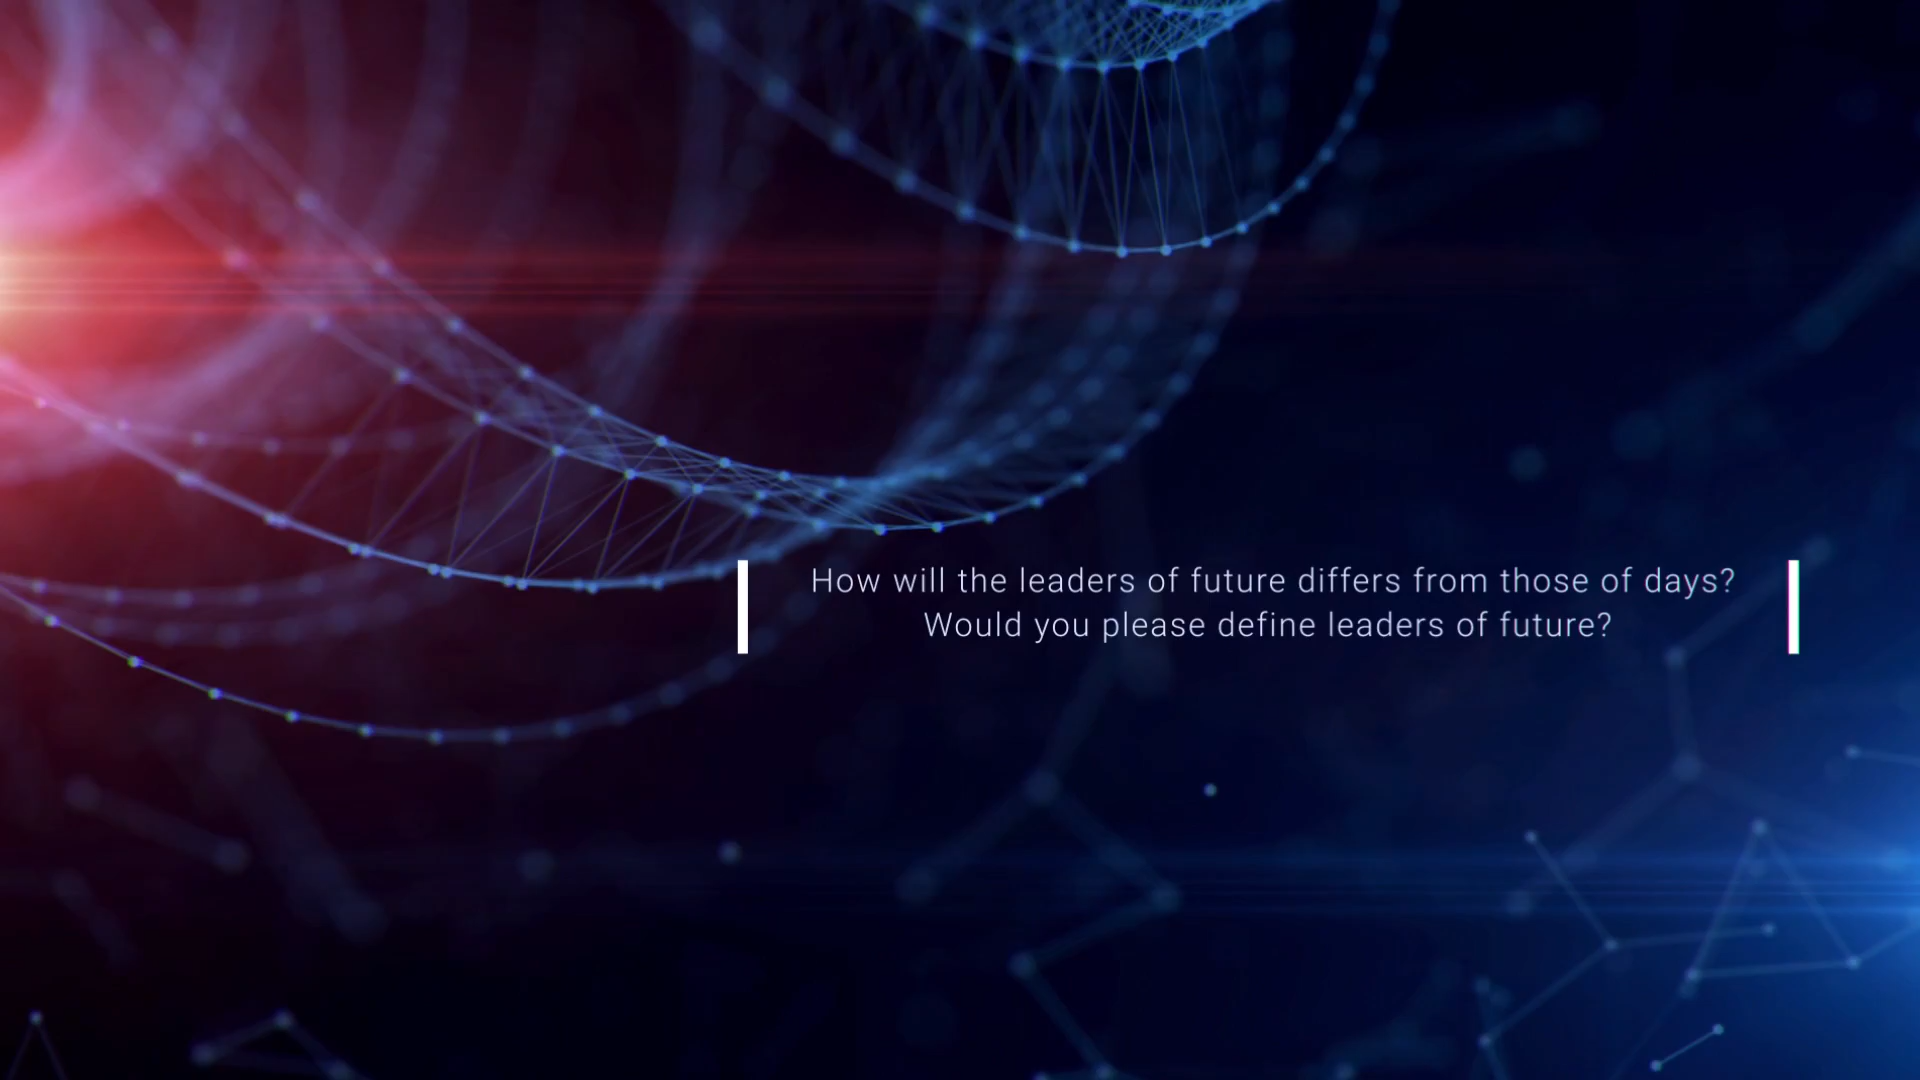 How will the leaders of future differs from those of days?
Would you please define leaders of future?